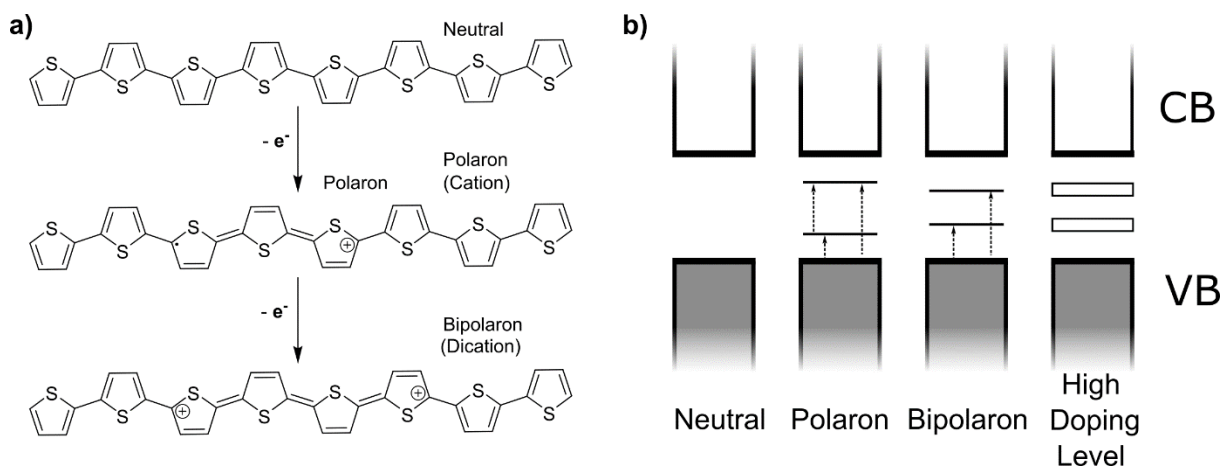 a)
Neutral
S S S S S S S S
- e-
Polaron
(Cation)
Polaron
S S S S S S S S
+
- e-
Bipolaron
(Dication)
S S S S S S S S
+ +
b)
CB
VB
Neutral
Polaron
Bipolaron
High
Doping
Level